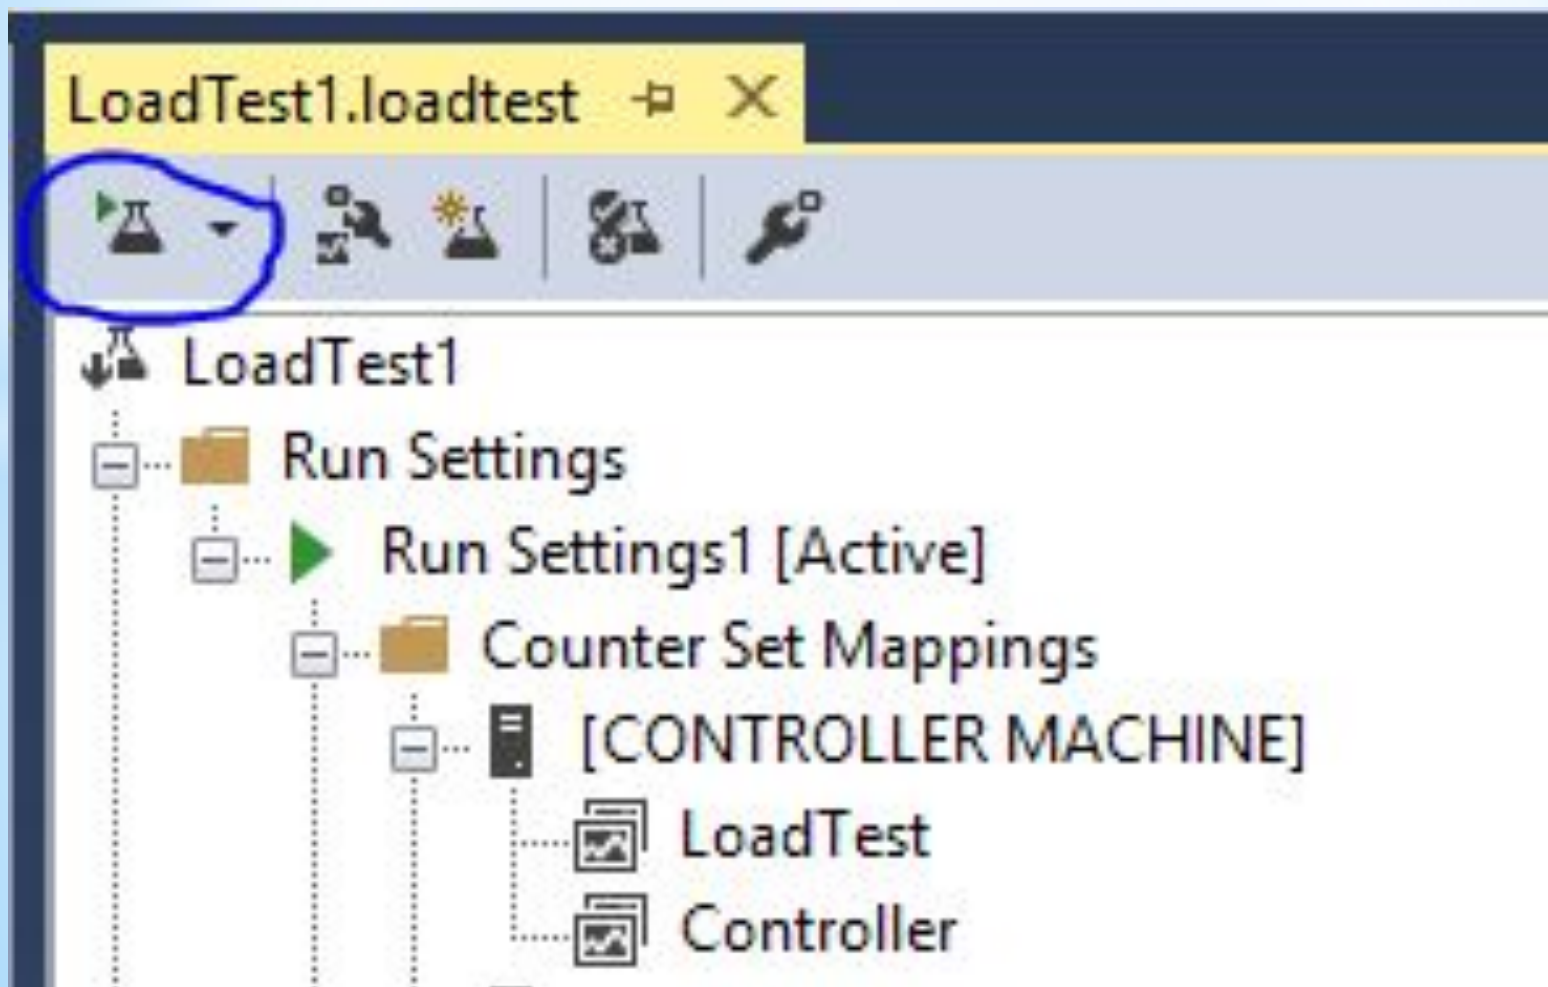 LoadTest1.loadtest
LoadTest1
Run Settings
Run Settings1 [Active]
Counter Set Mappings
[CONTROLLER MACHINE]
LoadTest
Controller